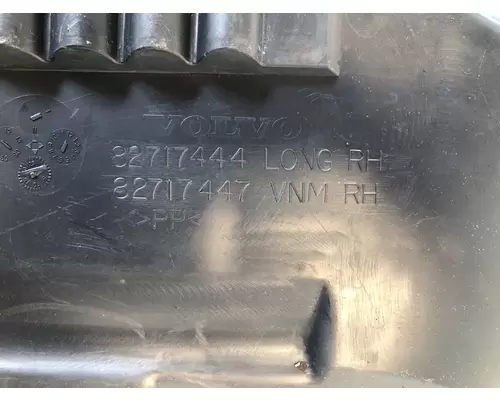 VOLVO
82717444 LONG RH
82717447 VNM RH
>PP<